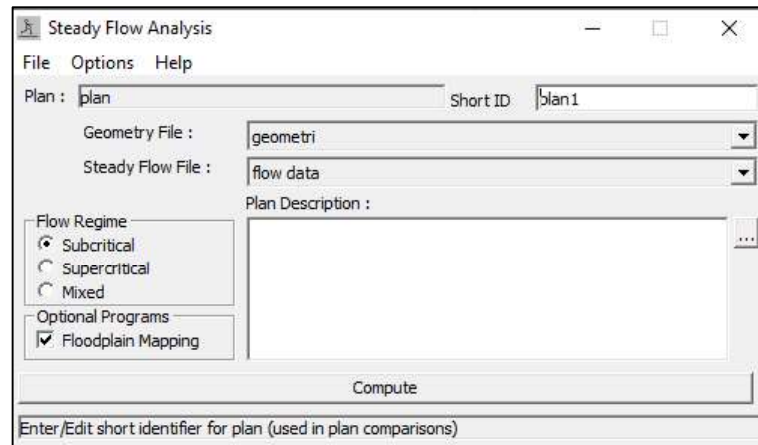 Steady Flow Analysis
File Options Help
Plan : plan Short ID plan1
Geometry File : geometri
Steady Flow File : flow data
Plan Description :
Flow Regime
Subcritical
Supercritical
Mixed
Optional Programs
Floodplain Mapping
...
Compute
Enter/Edit short identifier for plan (used in plan comparisons)